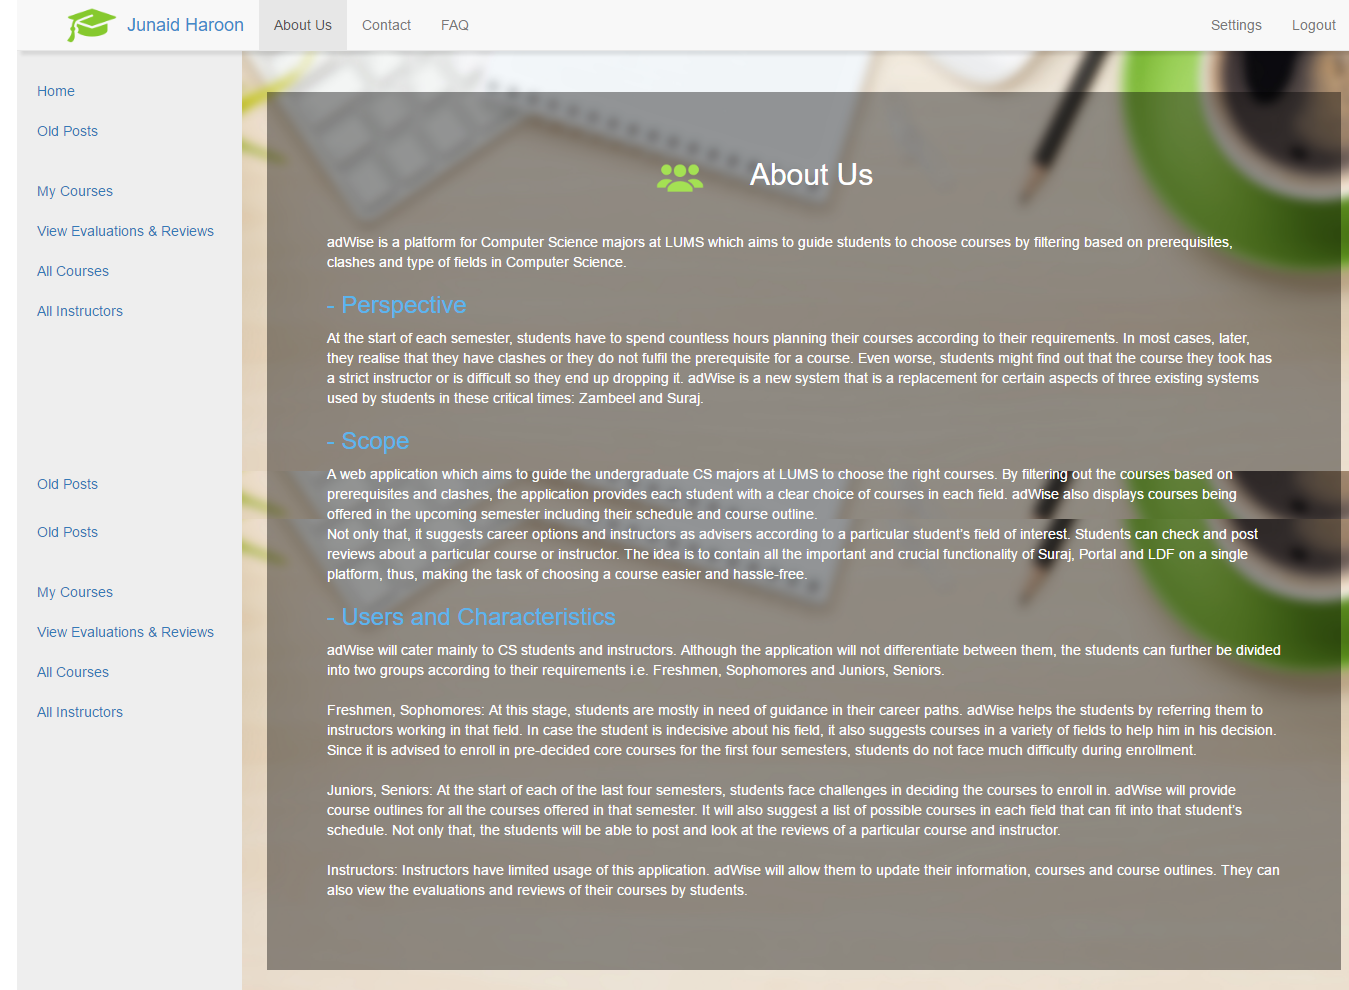 Junaid Haroon
About Us
Contact
FAQ
Settings
Logout
Home
Old Posts
My Courses
View Evaluations & Reviews
All Courses
All Instructors
Old Posts
Old Posts
My Courses
View Evaluations & Reviews
All Courses
All Instructors
About Us
adWise is a platform for Computer Science majors at LUMS which aims to guide students to choose courses by filtering based on prerequisites,
clashes and type of fields in Computer Science.
- Perspective
At the start of each semester, students have to spend countless hours planning their courses according to their requirements. In most cases, later,
they realise that they have clashes or they do not fulfil the prerequisite for a course. Even worse, students might find out that the course they took has
a strict instructor or is difficult so they end up dropping it. adWise is a new system that is a replacement for certain aspects of three existing systems
used by students in these critical times: Zambeel and Suraj.
- Scope
A web application which aims to guide the undergraduate CS majors at LUMS to choose the right courses. By filtering out the courses based on
prerequisites and clashes, the application provides each student with a clear choice of courses in each field. adWise also displays courses being
offered in the upcoming semester including their schedule and course outline.
Not only that, it suggests career options and instructors as advisers according to a particular student's field of interest. Students can check and post
reviews about a particular course or instructor. The idea is to contain all the important and crucial functionality of Suraj, Portal and LDF on a single
platform, thus, making the task of choosing a course easier and hassle-free.
- Users and Characteristics
adWise will cater mainly to CS students and instructors. Although the application will not differentiate between them, the students can further be divided
into two groups according to their requirements i.e. Freshmen, Sophomores and Juniors, Seniors.
Freshmen, Sophomores: At this stage, students are mostly in need of guidance in their career paths. adWise helps the students by referring them to
instructors working in that field. In case the student is indecisive about his field, it also suggests courses in a variety of fields to help him in his decision.
Since it is advised to enroll in pre-decided core courses for the first four semesters, students do not face much difficulty during enrollment.
Juniors, Seniors: At the start of each of the last four semesters, students face challenges in deciding the courses to enroll in. adWise will provide
course outlines for all the courses offered in that semester. It will also suggest a list of possible courses in each field that can fit into that student's
schedule. Not only that, the students will be able to post and look at the reviews of a particular course and instructor.
Instructors: Instructors have limited usage of this application. adWise will allow them to update their information, courses and course outlines. They can
also view the evaluations and reviews of their courses by students.